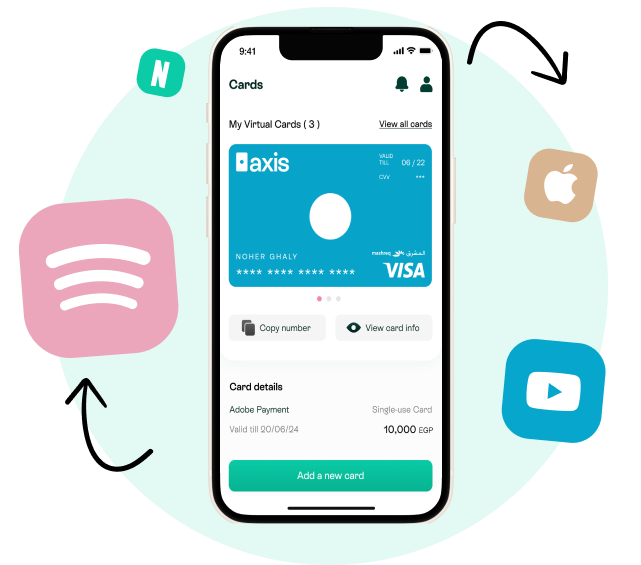 9:41
N
Cards
My Virtual Cards ( 3 )
View all cards
axis
VALID TILL 06 / 22
CVV ***
NOHER GHALY
mashreq المشرق
**** **** **** ****
VISA
Copy number
View card info
Card details
Adobe Payment
Single-use Card
Valid till 20/06/24
10,000 EGP
Add a new card